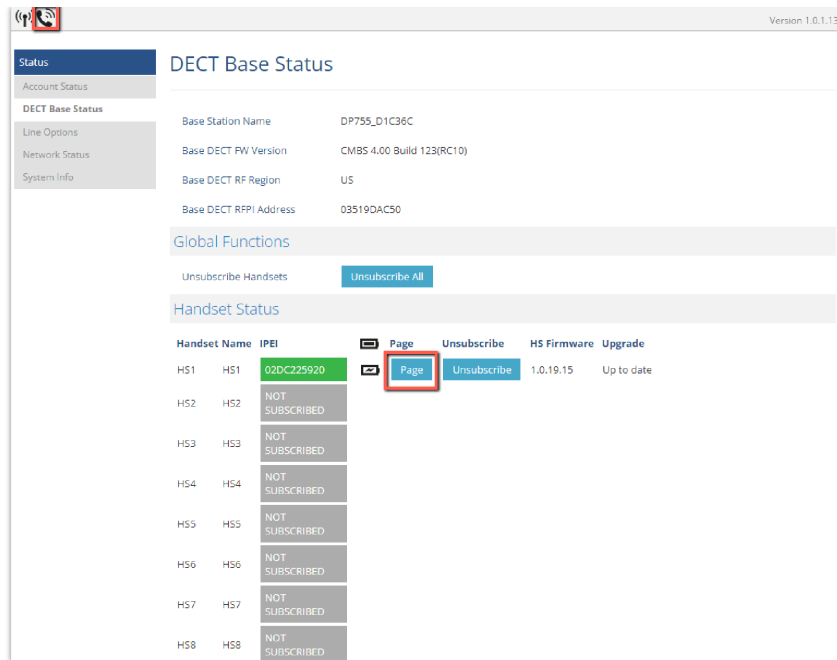 Version 1.0.1.13
Status
Account Status
DECT Base Status
Line Options
Network Status
System Info
DECT Base Status
Base Station Name DP755_D1C36C
Base DECT FW Version CMBS 4.00 Build 123(RC10)
Base DECT RF Region US
Base DECT RFPI Address 03519DAC50
Global Functions
Unsubscribe Handsets Unsubscribe All
Handset Status
Handset Name IPEI Page Unsubscribe HS Firmware Upgrade
HS1 HS1 02DC225920 Page Unsubscribe 1.0.19.15 Up to date
HS2 HS2 NOT
SUBSCRIBED
HS3 HS3 NOT
SUBSCRIBED
HS4 HS4 NOT
SUBSCRIBED
HS5 HS5 NOT
SUBSCRIBED
HS6 HS6 NOT
SUBSCRIBED
HS7 HS7 NOT
SUBSCRIBED
HS8 HS8 NOT
SUBSCRIBED